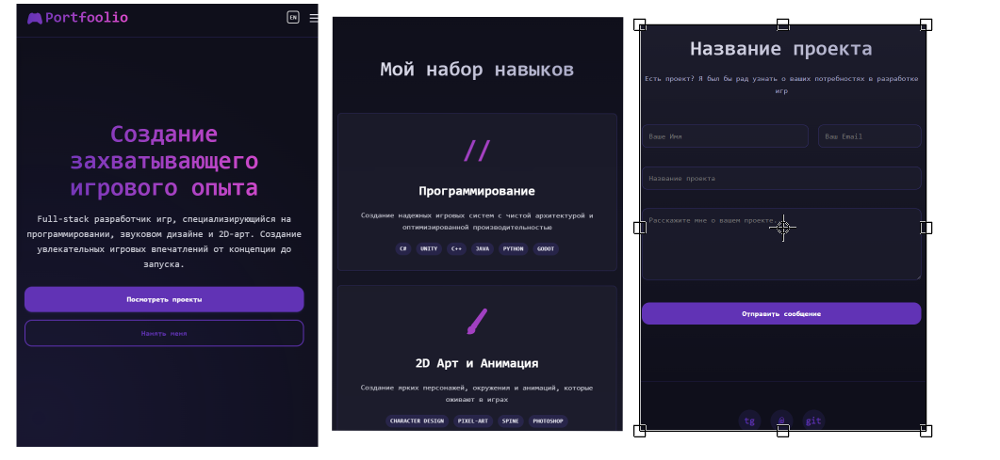 Portfoolio
EN
Создание
захватывающего
игрового опыта
Full-stack разработчик игр, специализирующийся на
программировании, звуковом дизайне и 2D-арт. Создание
увлекательных игровых впечатлений от концепции до
запуска.
Посмотреть проекты
Нанять меня
Мой набор навыков
//
Программирование
Создание надежных игровых систем с чистой архитектурой и
оптимизированной производительностью
C# UNITY C++ JAVA PYTHON GODOT
2D Арт и Анимация
Создание ярких персонажей, окружения и анимаций, которые
оживают в играх
CHARACTER DESIGN PIXEL-ART SPINE PHOTOSHOP
Название проекта
Есть проект? Я был бы рад узнать о ваших потребностях в разработке
игр
Ваше Имя Ваш Email
Название проекта
Расскажите мне о вашем проекте..
Отправить сообщение
tg @ git